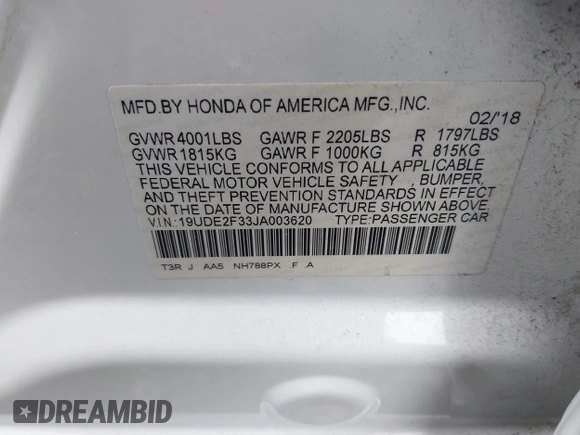 MFD.BY HONDA OF AMERICA MFG.,INC.
02/'18
GVWR 4001LBS GAWR F 2205LBS R 1797LBS
GVWR 1815KG GAWR F 1000KG R 815KG
THIS VEHICLE CONFORMS TO ALL APPLICABLE
FEDERAL MOTOR VEHICLE SAFETY , BUMPER,
AND THEFT PREVENTION STANDARDS IN EFFECT
ON THE DATE OF MANUFACTURE SHOWN ABOVE.
V.I.N.:19UDE2F33JA003620 TYPE:PASSENGER CAR
T3R J AA5 NH788PX .F .A
DREAMBID